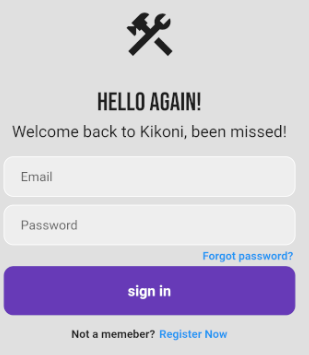 HELLO AGAIN!
Welcome back to Kikoni, been missed!
Email
Password
Forgot password?
sign in
Not a memeber? Register Now